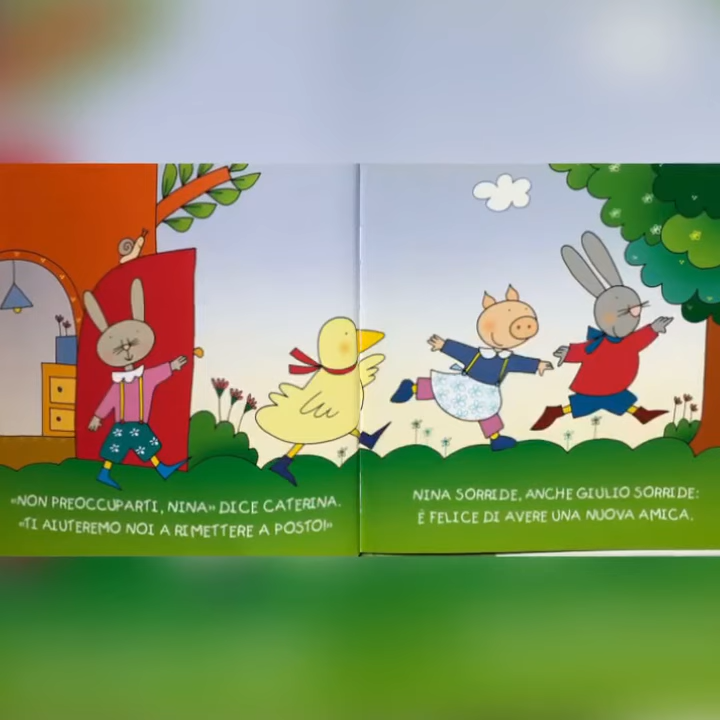 «NON PREOCCUPARTI, NINA» DICE CATERINA.
«TI AIUTEREMO NOI A RIMETTERE A POSTO!»
NINA SORRIDE, ANCHE GIULIO SORRIDE:
È FELICE DI AVERE UNA NUOVA AMICA.